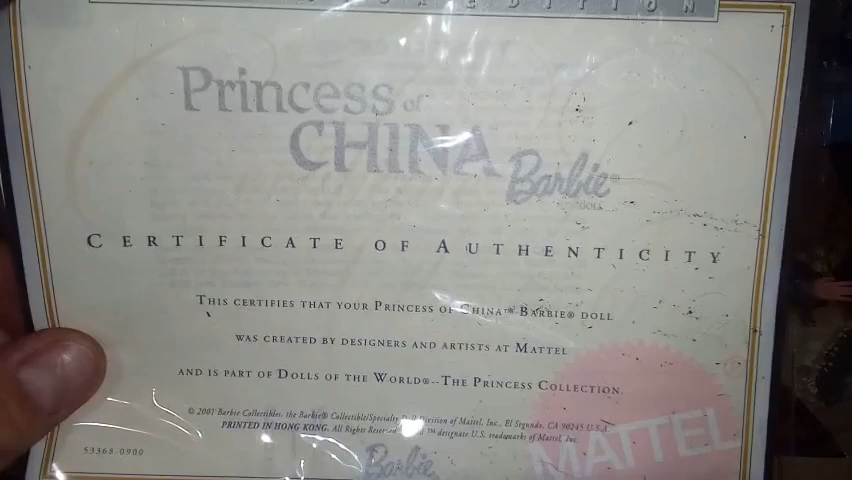 EDITION
Princess of
CHINA
Barbie®
DOLL
CERTIFICATE OF AUTHENTICITY
THIS CERTIFIES THAT YOUR PRINCESS OF CHINA™ BARBIE® DOLL
WAS CREATED BY DESIGNERS AND ARTISTS AT MATTEL
AND IS PART OF DOLLS OF THE WORLD®--THE PRINCESS COLLECTION.
© 2001 Barbie Collectibles, the Barbie® Collectible/Specialty Doll Division of Mattel, Inc., El Segundo, CA 90245 U.S.A.
PRINTED IN HONG KONG. All Rights Reserved. ™ designate U.S. trademarks of Mattel, Inc.
53368-0900
Barbie
MATTEL